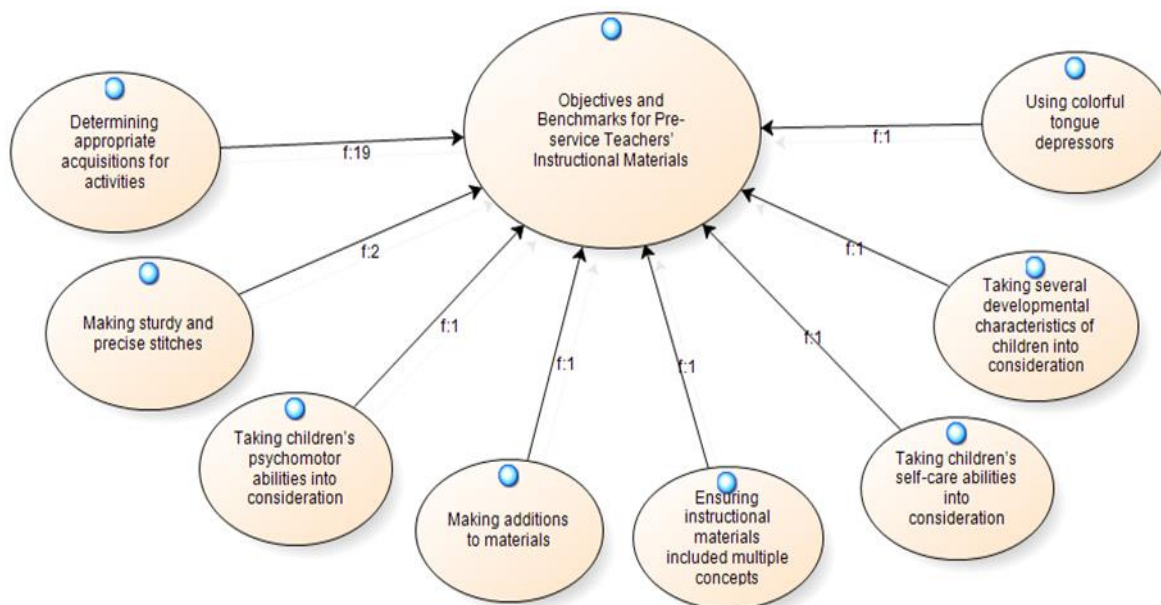 Objectives and
Benchmarks for Pre-
service Teachers'
Instructional Materials
Determining
appropriate
acquisitions for
activities
f:19
Making sturdy and
precise stitches
f:2
Taking children's
psychomotor
abilities into
consideration
f:1
Making additions
to materials
f:1
Ensuring
instructional
materials
included multiple
concepts
f:1
Taking children's
self-care abilities
into
consideration
f:1
Taking several
developmental
characteristics of
children into
consideration
f:1
Using colorful
tongue
depressors
f:1